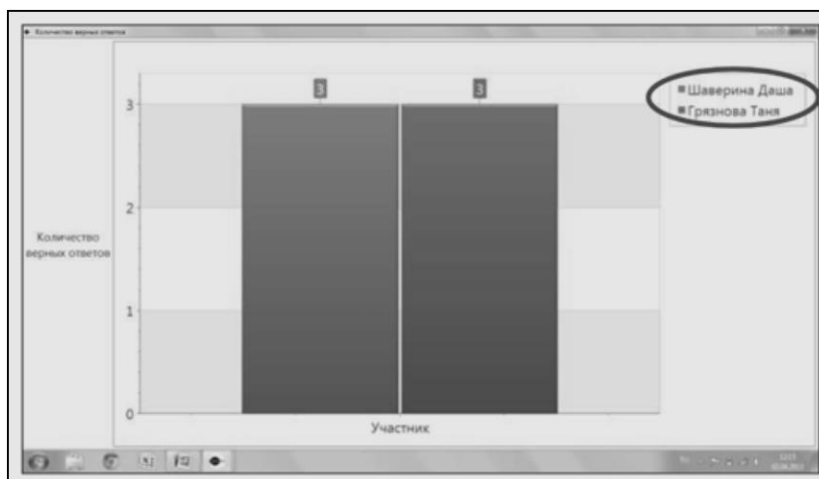 Количество верных ответов
3
3
Шаверина Даша
Грязнова Таня
3
2
1
0
Количество
верных ответов
Участник